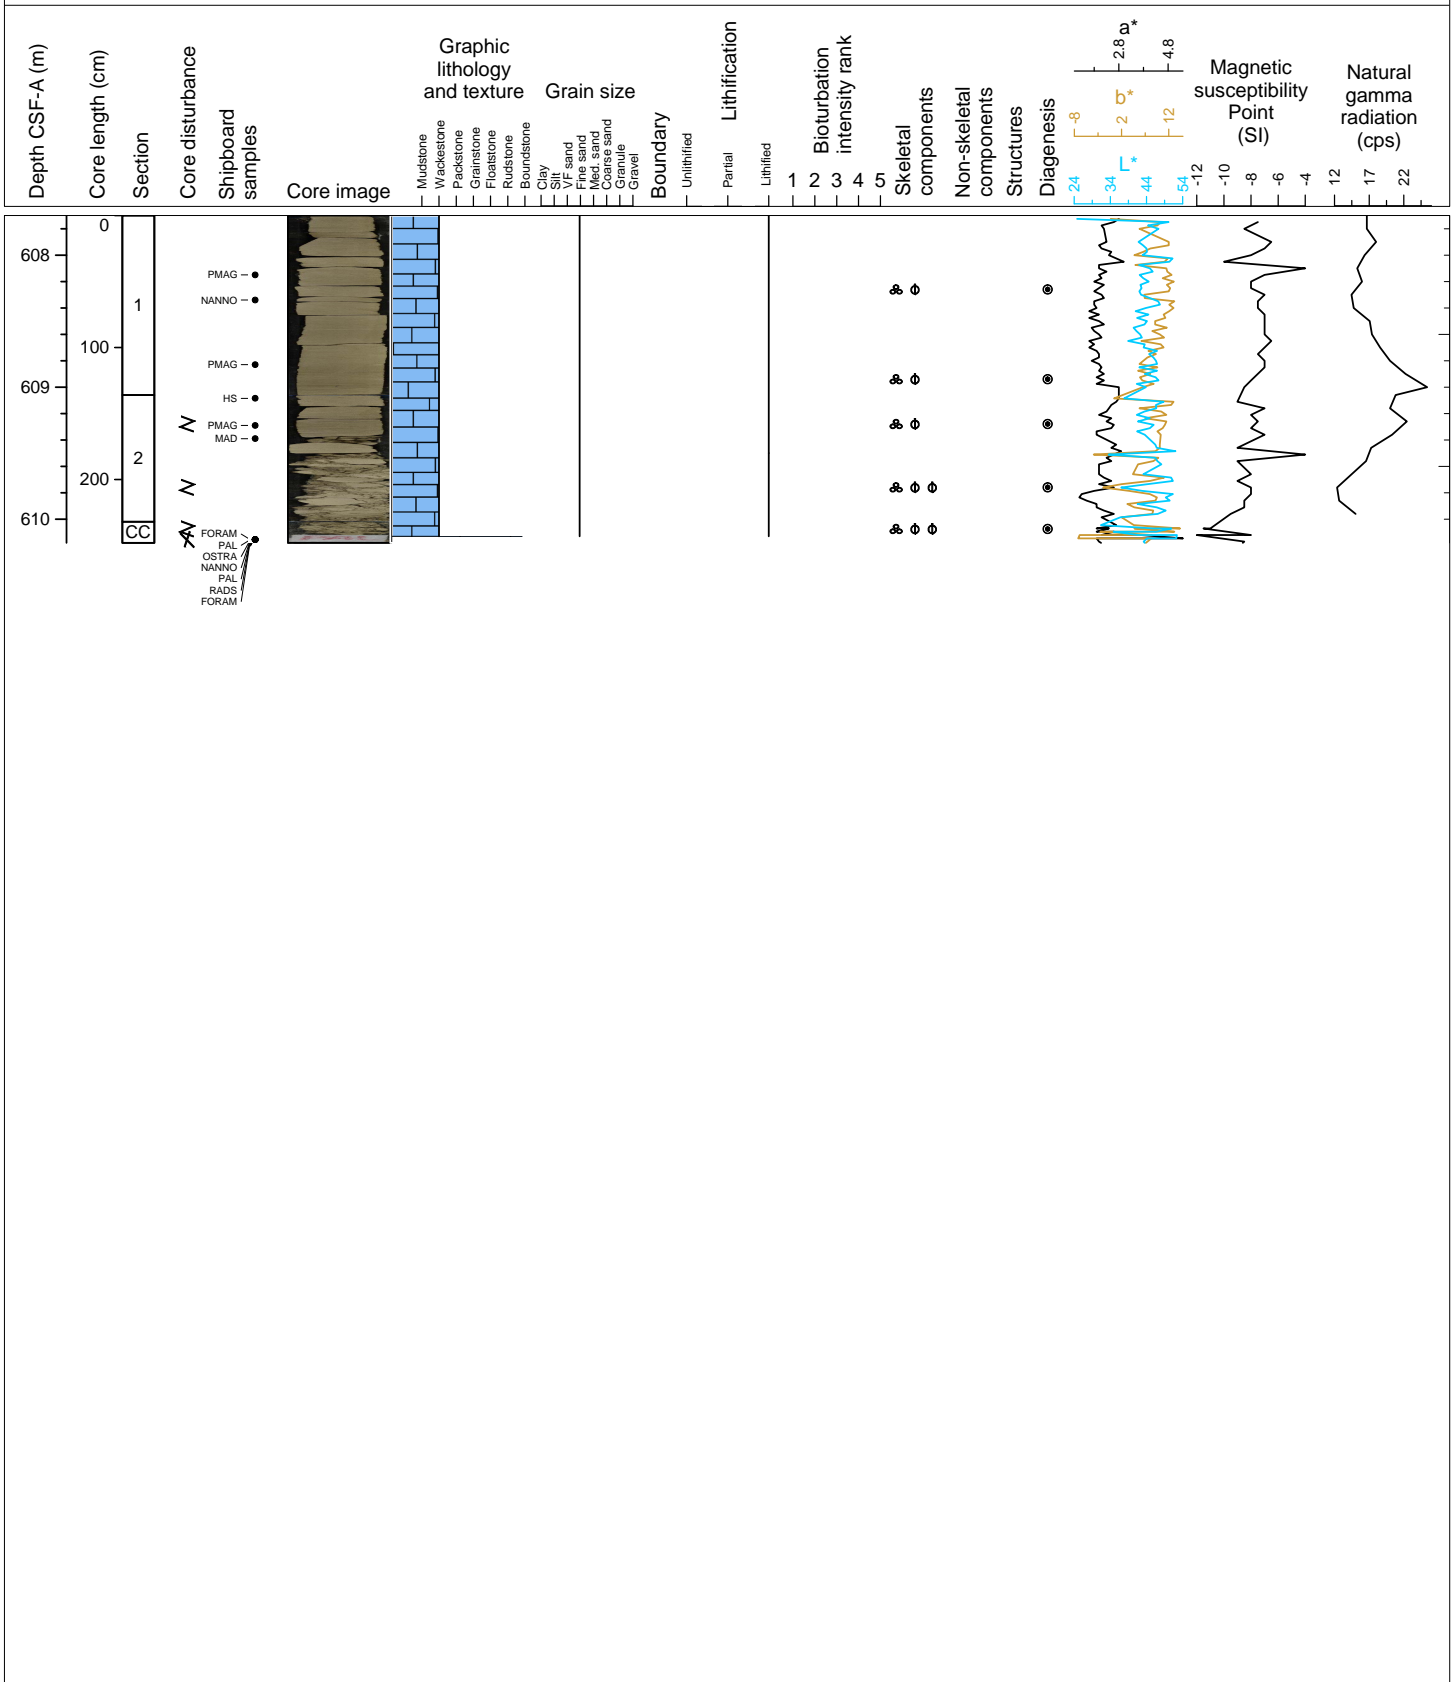 Depth CSF-A (m)
Core length (cm)
Section
Core disturbance
Shipboard
samples
Core image
Graphic
lithology
and texture
Mudstone
Wackestone
Packstone
Grainstone
Floatstone
Rudstone
Boundstone
Grain size
Clay
Silt
VF sand
Fine sand
Med. sand
Coarse sand
Granule
Gravel
Boundary
Lithification
Unlithified
Partial
Lithified
Bioturbation
intensity rank
1 2 3 4 5
Skeletal
components
Non-skeletal
components
Structures
Diagenesis
a*
2.8 4.8
b*
-8 2 12
L*
24 34 44 54
Magnetic
susceptibility
Point
(SI)
-12 -10 -8 -6 -4
Natural
gamma
radiation
(cps)
12 17 22
608
609
610
0
100
200
1
2
CC
PMAG
NANNO
PMAG
HS
PMAG
MAD
FORAM
PAL
OSTRA
NANNO
PAL
RADS
FORAM